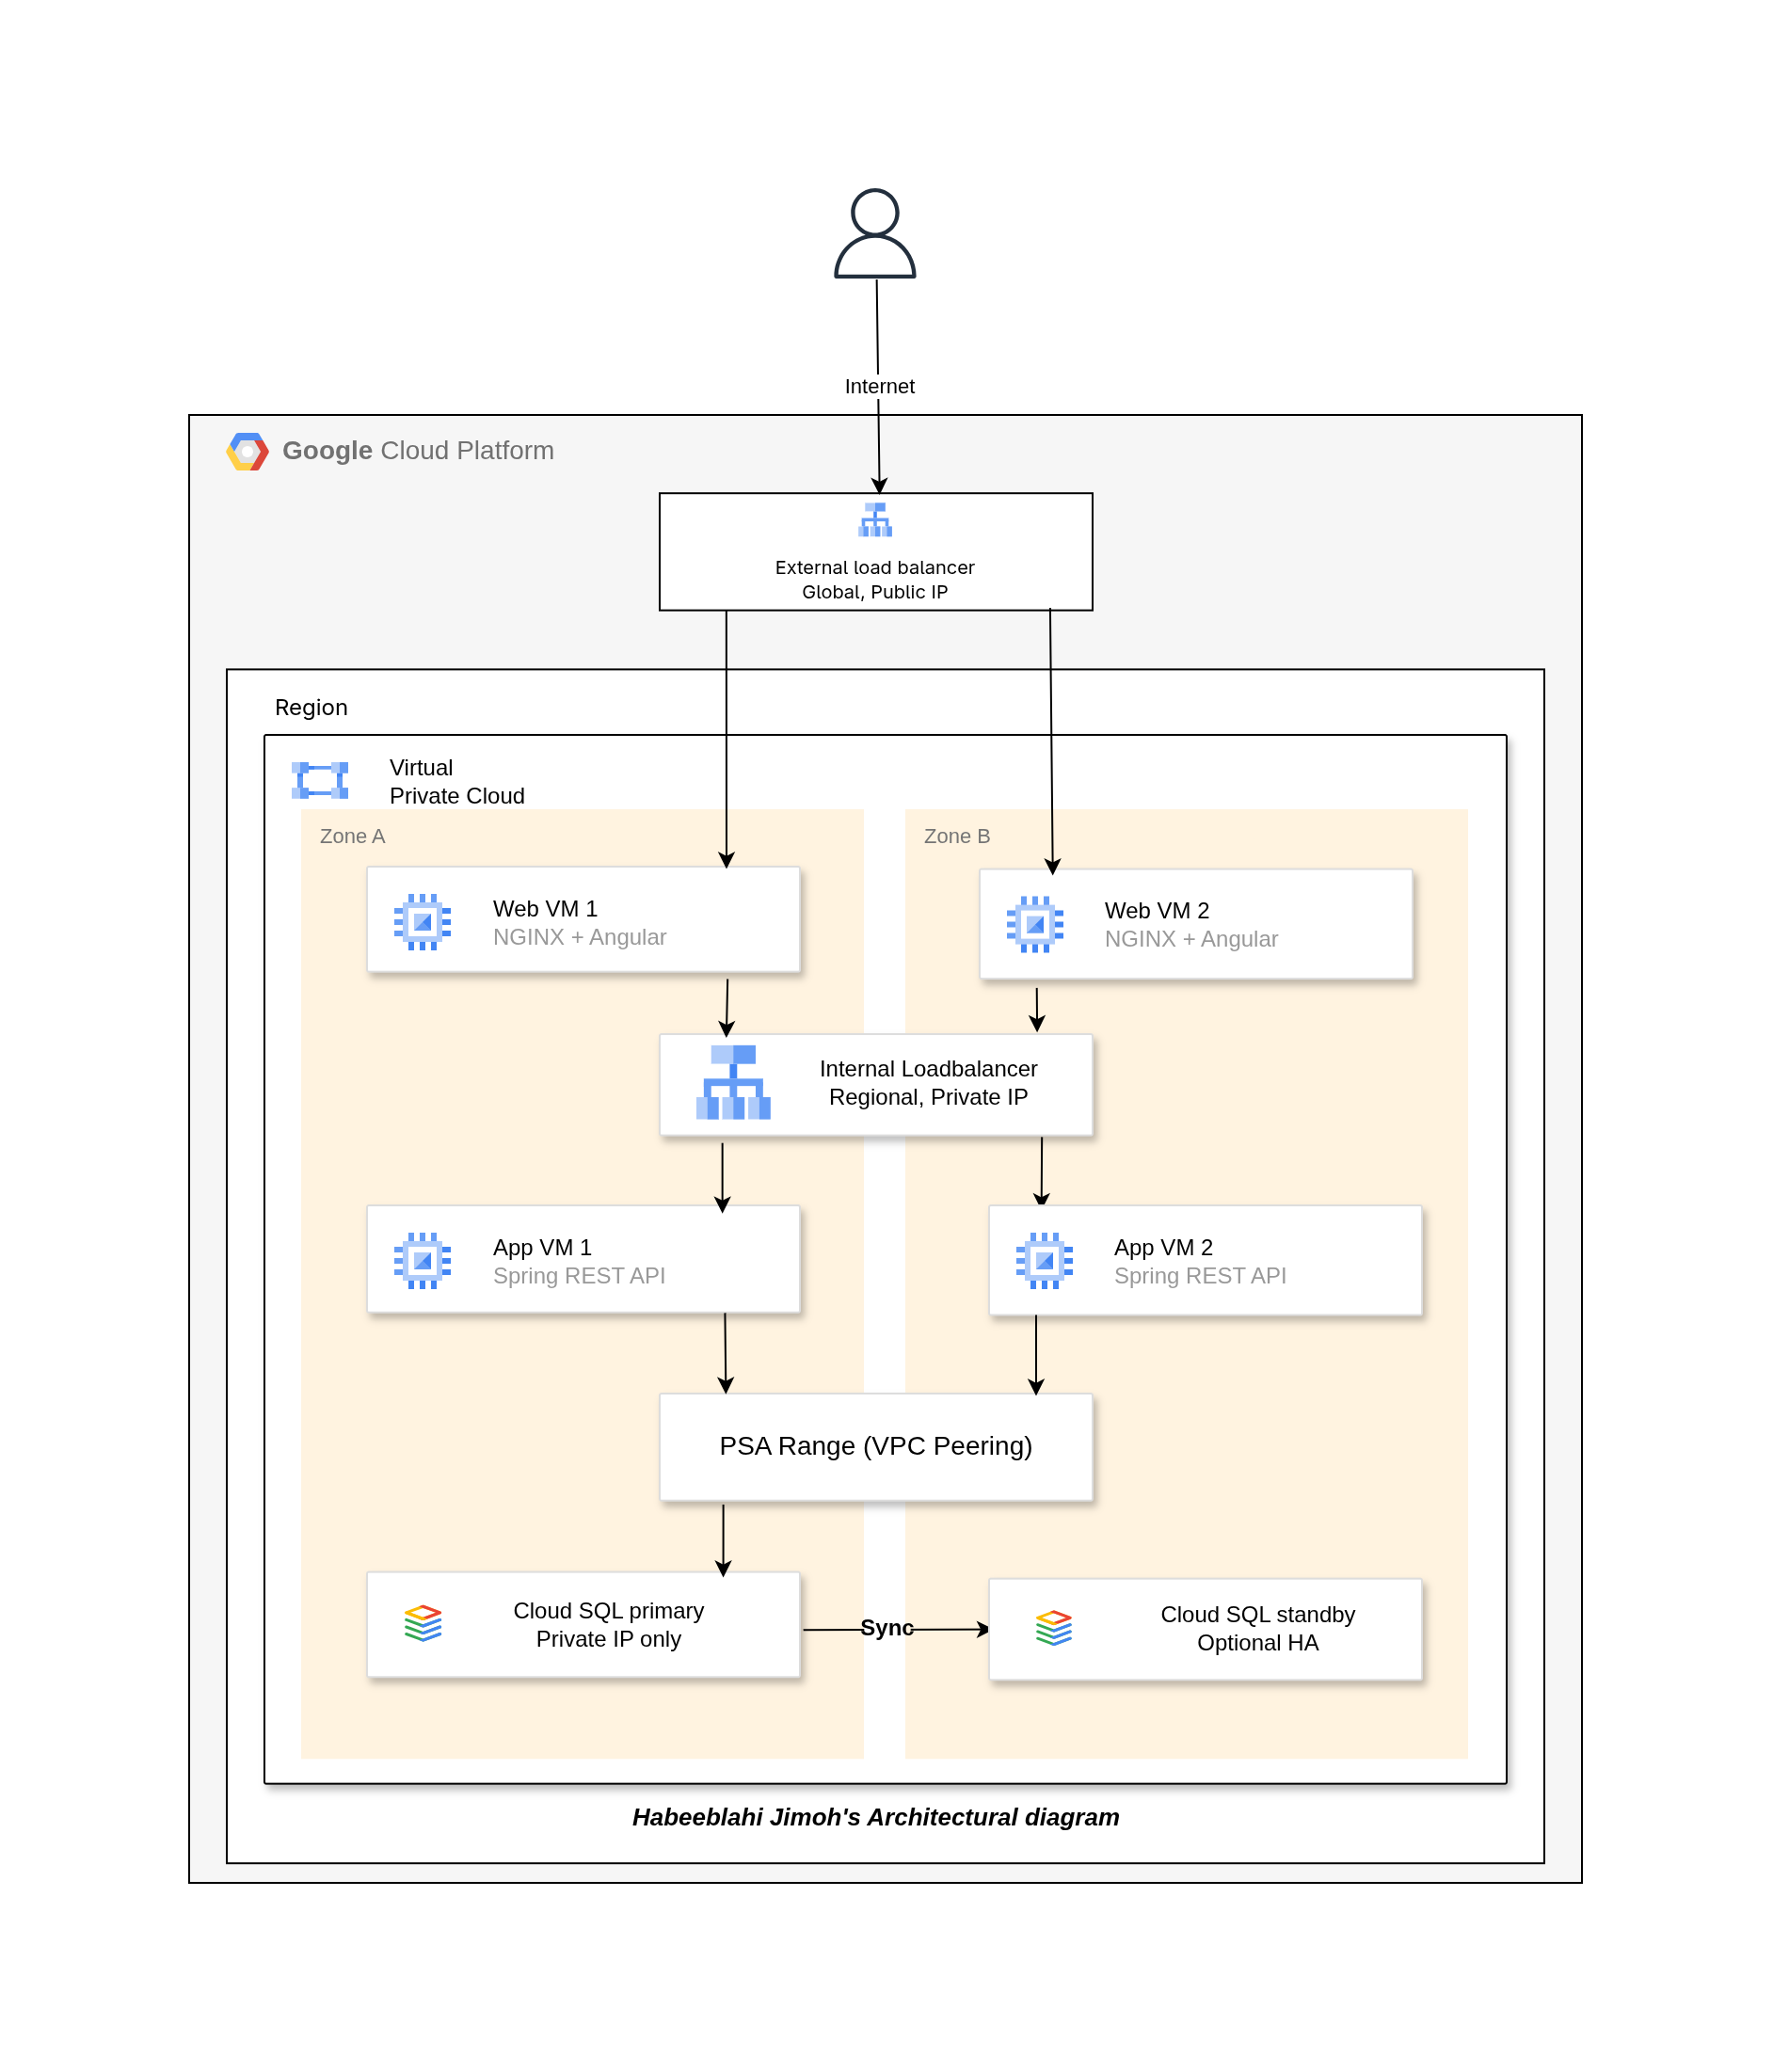 Internet
Google Cloud Platform
External load balancer
Global, Public IP
Region
Virtual
Private Cloud
Zone A
Zone B
Web VM 1
NGINX + Angular
Web VM 2
NGINX + Angular
Internal Loadbalancer
Regional, Private IP
App VM 1
Spring REST API
App VM 2
Spring REST API
PSA Range (VPC Peering)
Cloud SQL primary
Private IP only
Sync
Cloud SQL standby
Optional HA
Habeeblahi Jimoh's Architectural diagram